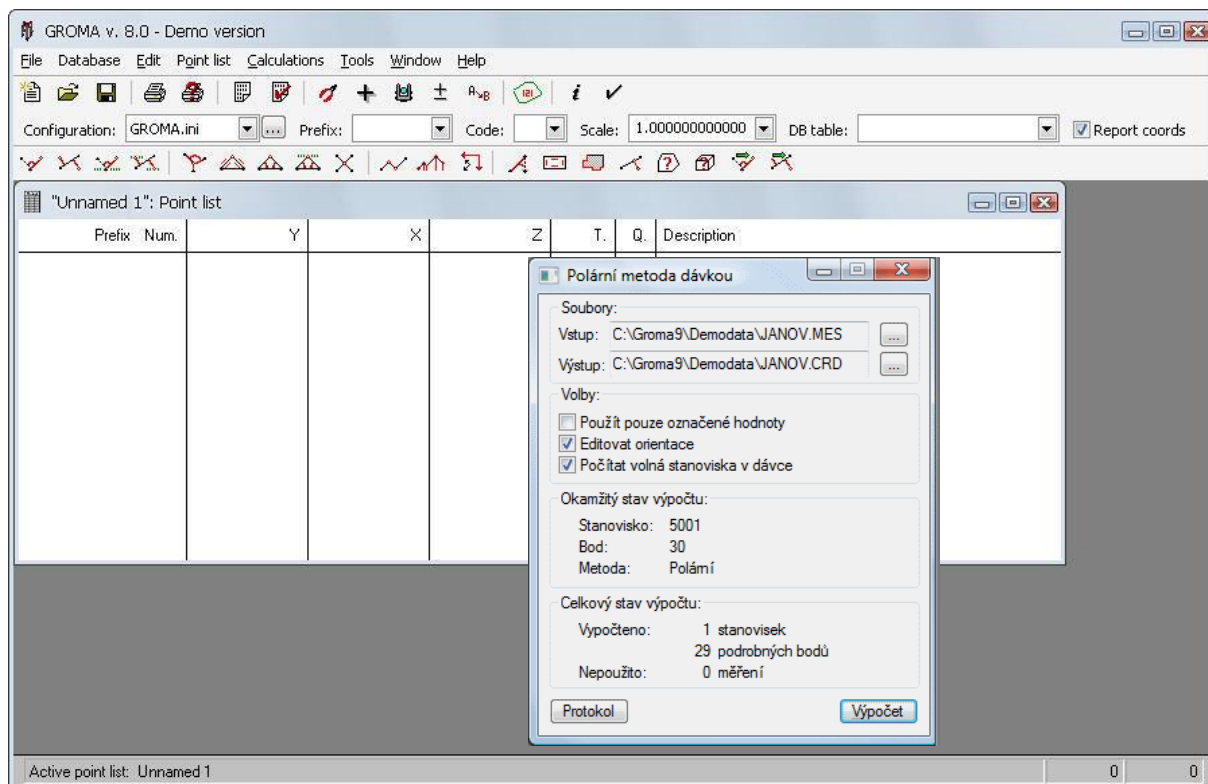 GROMA v. 8.0 - Demo version
File Database Edit Point list Calculations Tools Window Help
Configuration: GROMA.ini ... Prefix: Code: Scale: 1.000000000000 DB table: Report coords
"Unnamed 1": Point list
Prefix Num. Y X Z T. Q. Description
Polární metoda dávkou
Soubory:
Vstup: C:\Groma9\Demodata\JANOV.MES ...
Výstup: C:\Groma9\Demodata\JANOV.CRD ...
Volby:
Použít pouze označené hodnoty
Editovat orientace
Počítat volná stanoviska v dávce
Okamžitý stav výpočtu:
Stanovisko: 5001
Bod: 30
Metoda: Polární
Celkový stav výpočtu:
Vypočteno: 1 stanovisek
29 podrobných bodů
Nepoužito: 0 měření
Protokol Výpočet
Active point list: Unnamed 1 0 0